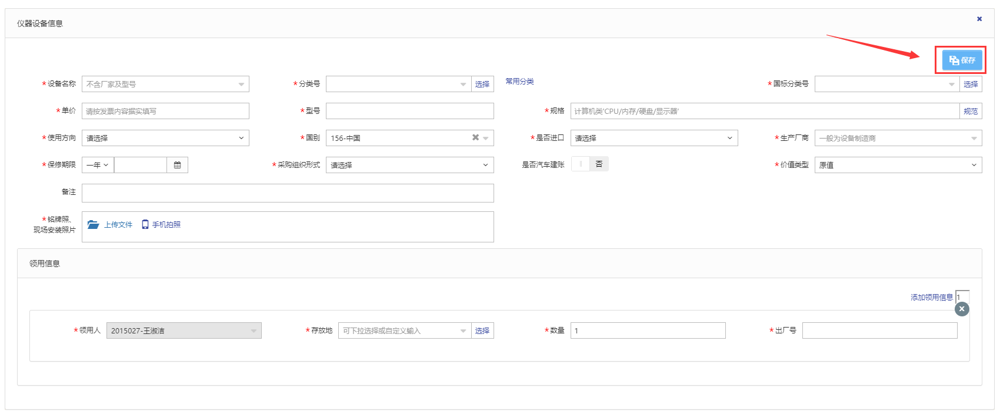 仪器设备信息
保存
*设备名称 不含厂家及型号 *分类号 选择 常用分类 *国标分类号 选择
*单价 请按发票内容据实填写 *型号 *规格 计算机类'CPU/内存/硬盘/显示器' 规范
*使用方向 请选择 *国别 156-中国 *是否进口 请选择 *生产厂商 一般为设备制造商
*保修期限 一年 *采购组织形式 请选择 是否汽车建账 否 *价值类型 原值
备注
*铭牌照、
现场安装照片 上传文件 手机拍照
领用信息
添加领用信息 1
*领用人 2015027-王淑洁 *存放地 可下拉选择或自定义输入 选择 *数量 1 *出厂号